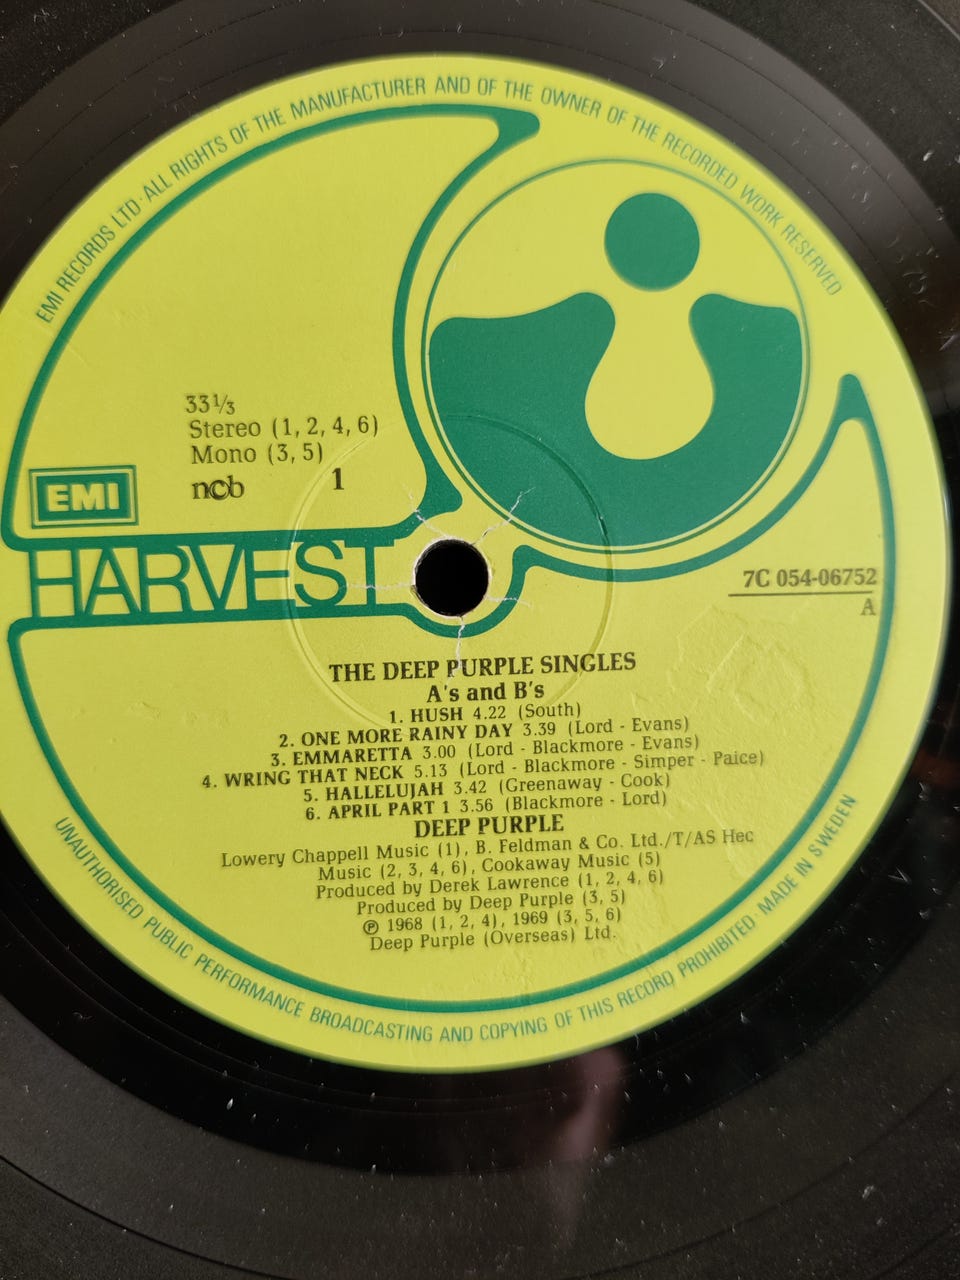 EMI RECORDS LTD · ALL RIGHTS OF THE MANUFACTURER AND OF THE OWNER OF THE RECORDED WORK RESERVED
33⅓
Stereo (1, 2, 4, 6)
Mono (3, 5)
ncb 1
EMI
HARVEST
7C 054-06752
A
THE DEEP PURPLE SINGLES
A's and B's
1. HUSH 4.22 (South)
2. ONE MORE RAINY DAY 3.39 (Lord - Evans)
3. EMMARETTA 3.00 (Lord - Blackmore - Evans)
4. WRING THAT NECK 5.13 (Lord - Blackmore - Simper - Paice)
5. HALLELUJAH 3.42 (Greenaway - Cook)
6. APRIL PART 1 3.56 (Blackmore - Lord)
DEEP PURPLE
Lowery Chappell Music (1), B. Feldman & Co. Ltd./T/AS Hec
Music (2, 3, 4, 6), Cookaway Music (5)
Produced by Derek Lawrence (1, 2, 4, 6)
Produced by Deep Purple (3, 5)
℗ 1968 (1, 2, 4), 1969 (3, 5, 6)
Deep Purple (Overseas) Ltd.
UNAUTHORISED PUBLIC PERFORMANCE BROADCASTING AND COPYING OF THIS RECORD PROHIBITED · MADE IN SWEDEN